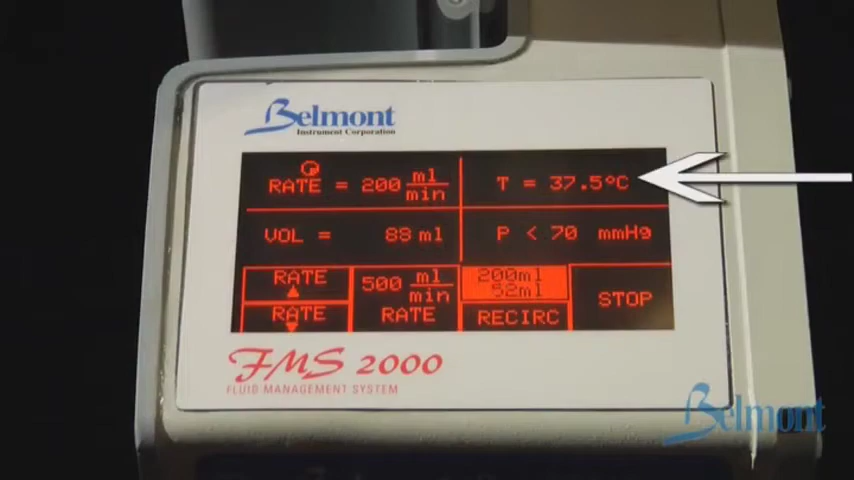 Belmont
Instrument Corporation
RATE = 200 ml/min
T = 37.5°C
VOL = 88 ml
P < 70 mmHg
RATE
500 ml/min
200ml
52ml
STOP
RATE
RATE
RECIRC
FMS 2000
FLUID MANAGEMENT SYSTEM
Belmont